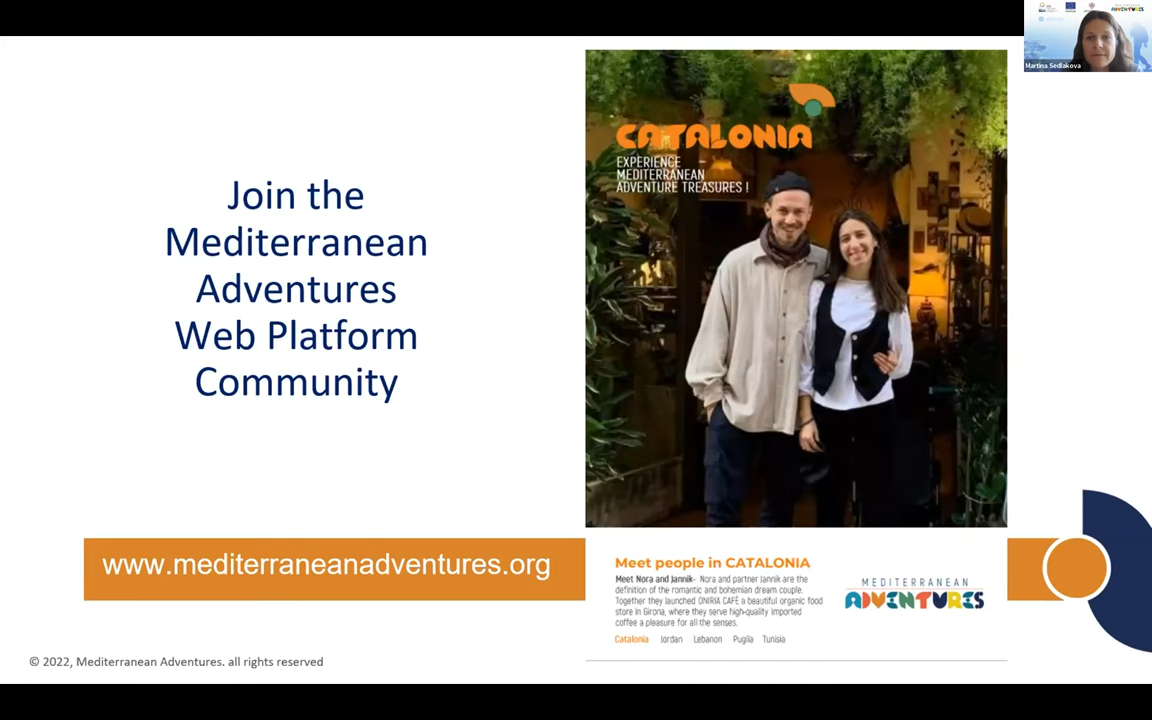 Join the
Mediterranean
Adventures
Web Platform
Community
www.mediterraneanadventures.org
© 2022, Mediterranean Adventures. all rights reserved
CATALONIA
EXPERIENCE
MEDITERRANEAN
ADVENTURE TREASURES !
Meet people in CATALONIA
Meet Nora and Jannik- Nora and partner Jannik are the
definition of the romantic and bohemian dream couple.
Together they launched ONIRIA CAFÉ a beautiful organic food
store in Girona, where they serve high-quality imported
coffee a pleasure for all the senses.
Catalonia Jordan Lebanon Puglia Tunisia
MEDITERRANEAN
ADVENTURES
ADVENTURES
Martina Sedlakova